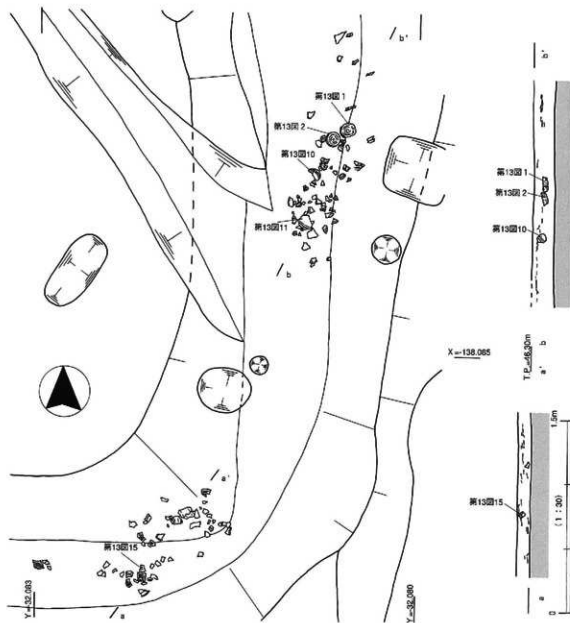 b'
第13図1
第13図2
第13図10
第13図11
b
X=-138.085
a'
第13図15
a
Y=-32.083
Y=-32.080
b'
第13図1
第13図2
第13図10
b
T.P.=46.30m
a'
第13図15
a
1.5m
(1:30)
0